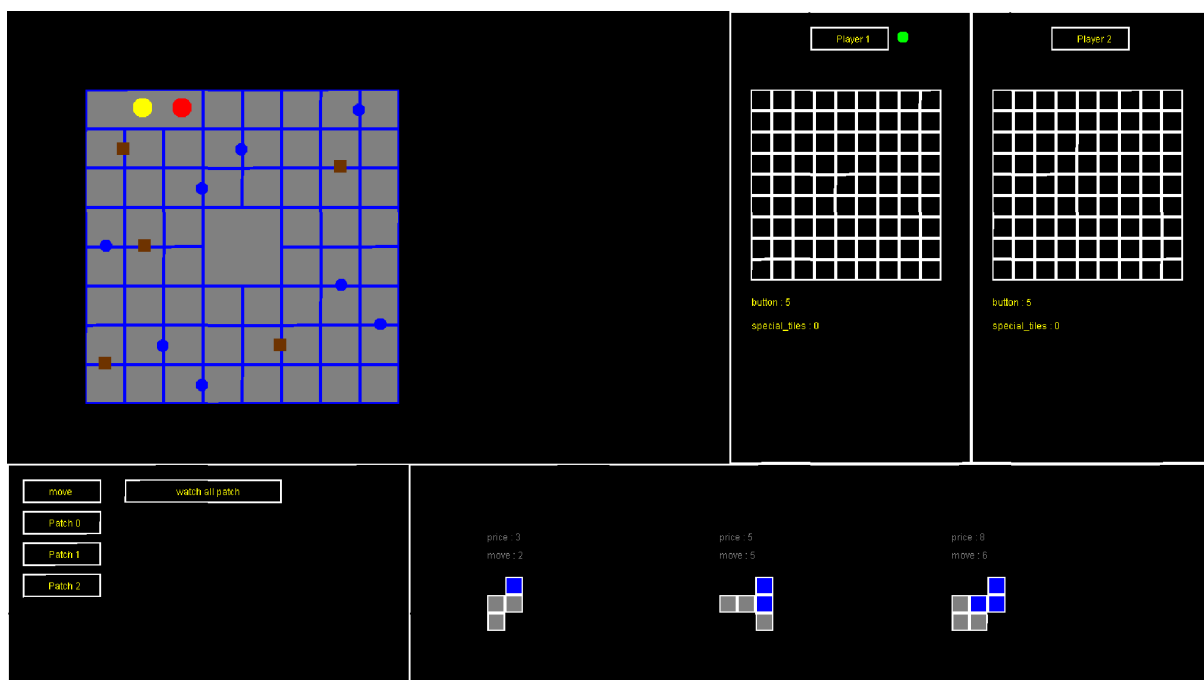 Player 1
Player 2
button : 5
special_tiles : 0
button : 5
special_tiles : 0
move
watch all patch
Patch 0
Patch 1
Patch 2
price : 3
move : 2
price : 5
move : 5
price : 8
move : 6